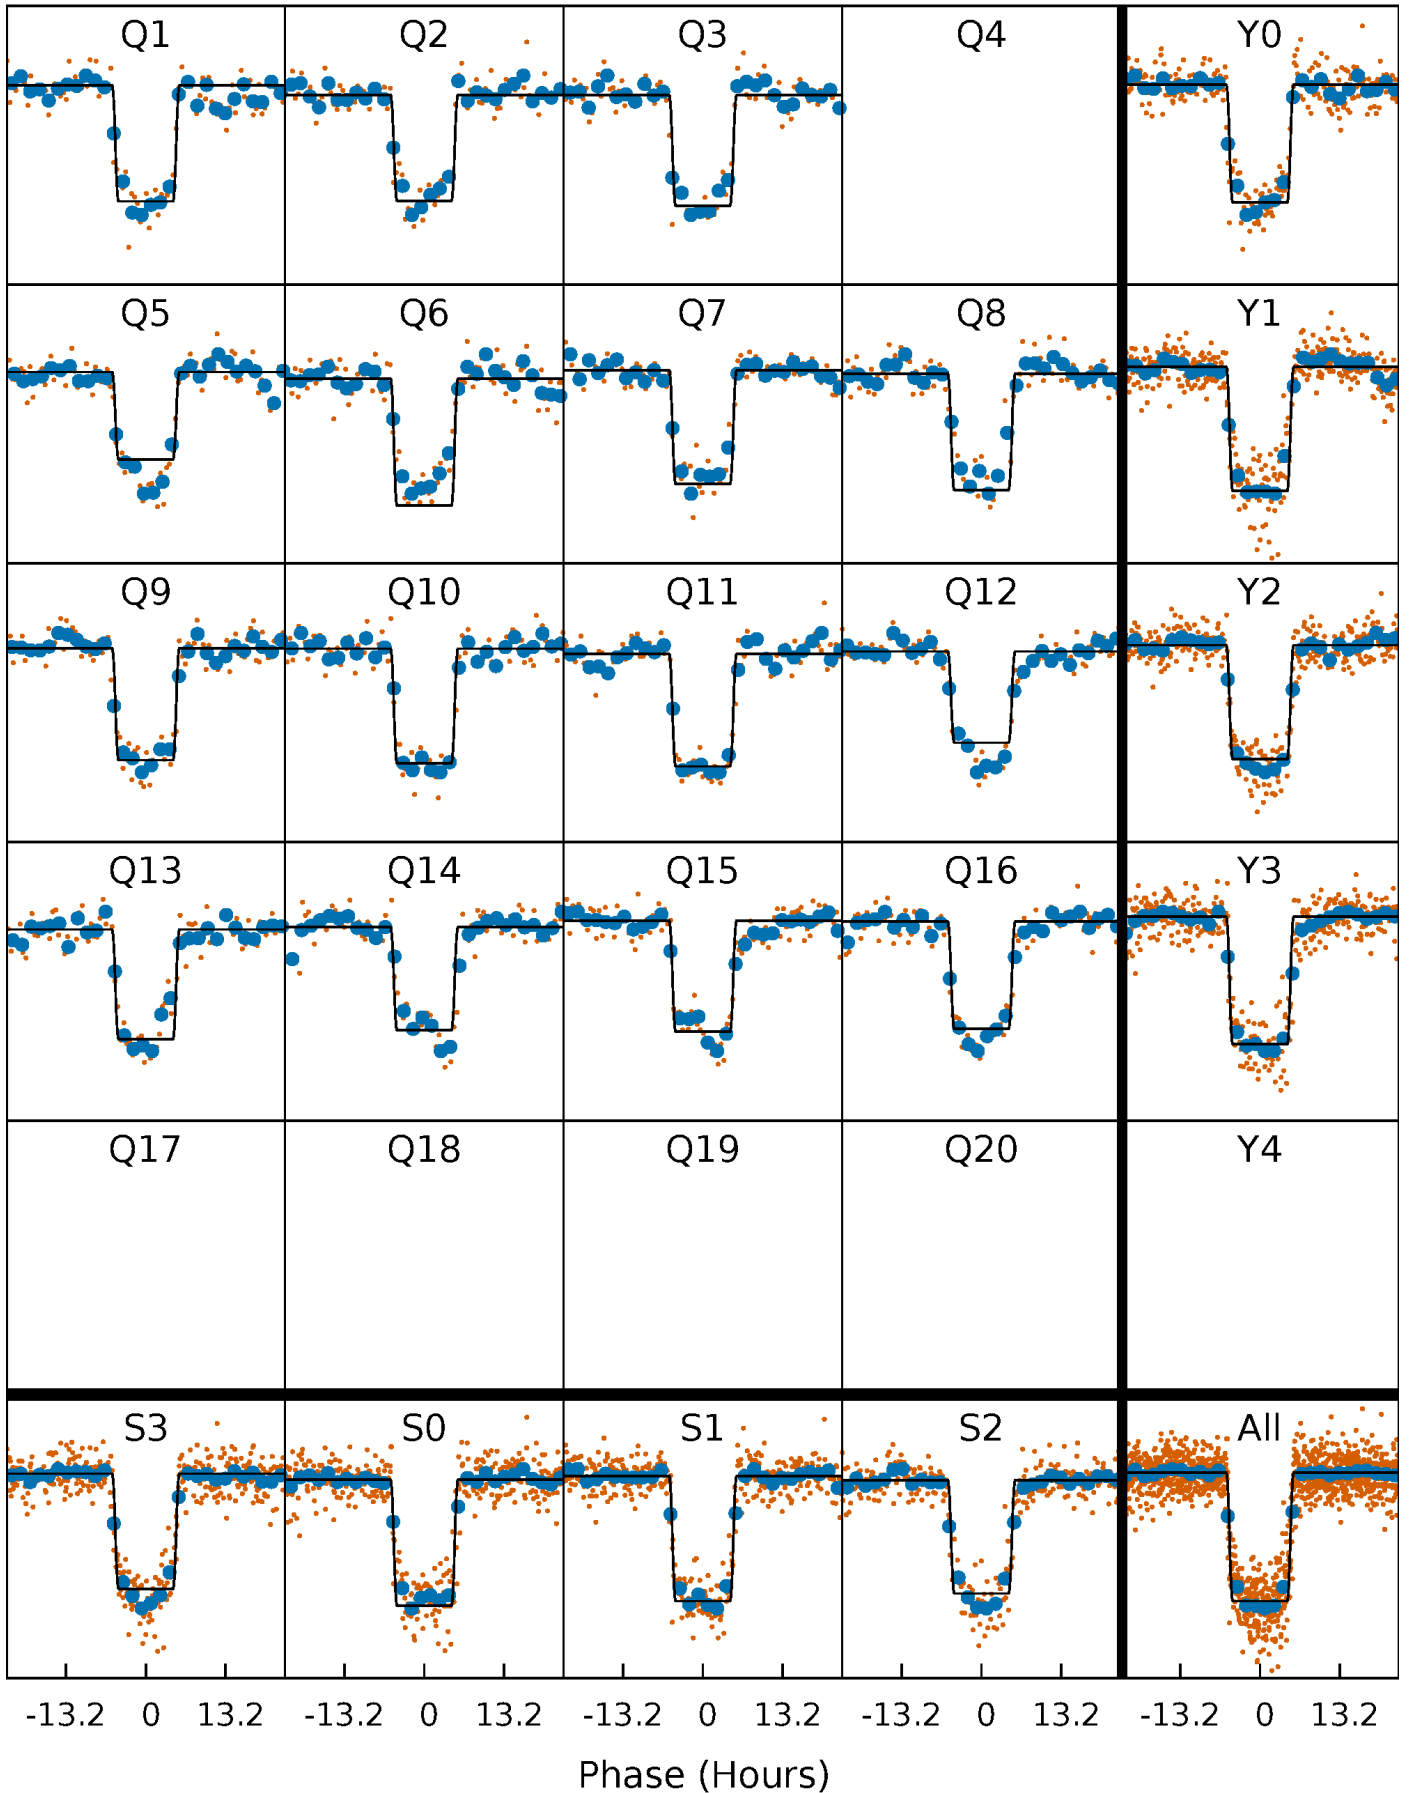 Q1 Q2 Q3 Q4 Y0
Q5 Q6 Q7 Q8 Y1
Q9 Q10 Q11 Q12 Y2
Q13 Q14 Q15 Q16 Y3
Q17 Q18 Q19 Q20 Y4
S3 S0 S1 S2 All
-13.2 0 13.2 -13.2 0 13.2 -13.2 0 13.2 -13.2 0 13.2 -13.2 0 13.2
Phase (Hours)